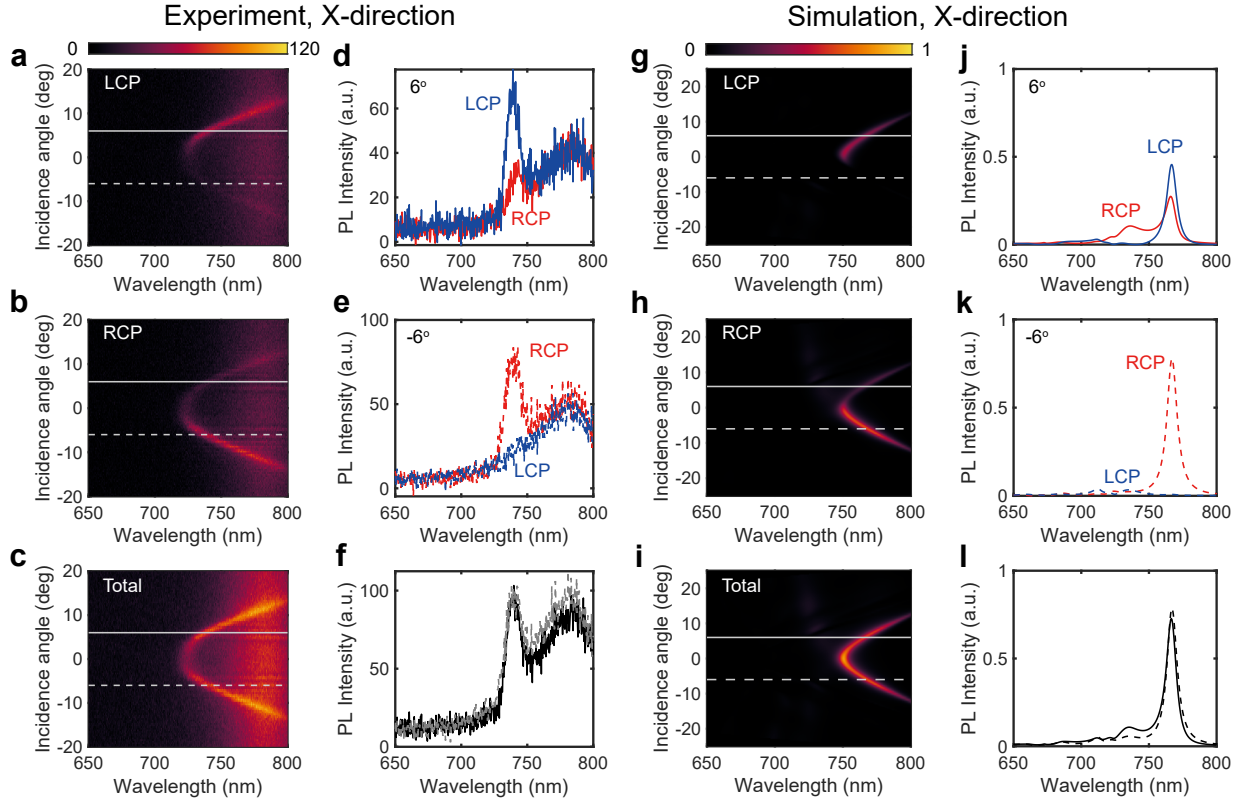 Experiment, X-direction
Simulation, X-direction
0 120
a
LCP
20
10
0
-10
-20
650 700 750 800
Wavelength (nm)
Incidence angle (deg)
d
6°
LCP
RCP
60
40
20
0
650 700 750 800
Wavelength (nm)
PL Intensity (a.u.)
0 1
g
LCP
20
10
0
-10
-20
650 700 750 800
Wavelength (nm)
Incidence angle (deg)
j
6°
LCP
RCP
1
0.5
0
650 700 750 800
Wavelength (nm)
PL Intensity (a.u.)
b
RCP
20
10
0
-10
-20
650 700 750 800
Wavelength (nm)
Incidence angle (deg)
e
-6°
RCP
LCP
100
50
0
650 700 750 800
Wavelength (nm)
PL Intensity (a.u.)
h
RCP
20
10
0
-10
-20
650 700 750 800
Wavelength (nm)
Incidence angle (deg)
k
-6°
RCP
LCP
1
0.5
0
650 700 750 800
Wavelength (nm)
PL Intensity (a.u.)
c
Total
20
10
0
-10
-20
650 700 750 800
Wavelength (nm)
Incidence angle (deg)
f
100
50
0
650 700 750 800
Wavelength (nm)
PL Intensity (a.u.)
i
Total
20
10
0
-10
-20
650 700 750 800
Wavelength (nm)
Incidence angle (deg)
l
1
0.5
0
650 700 750 800
Wavelength (nm)
PL Intensity (a.u.)